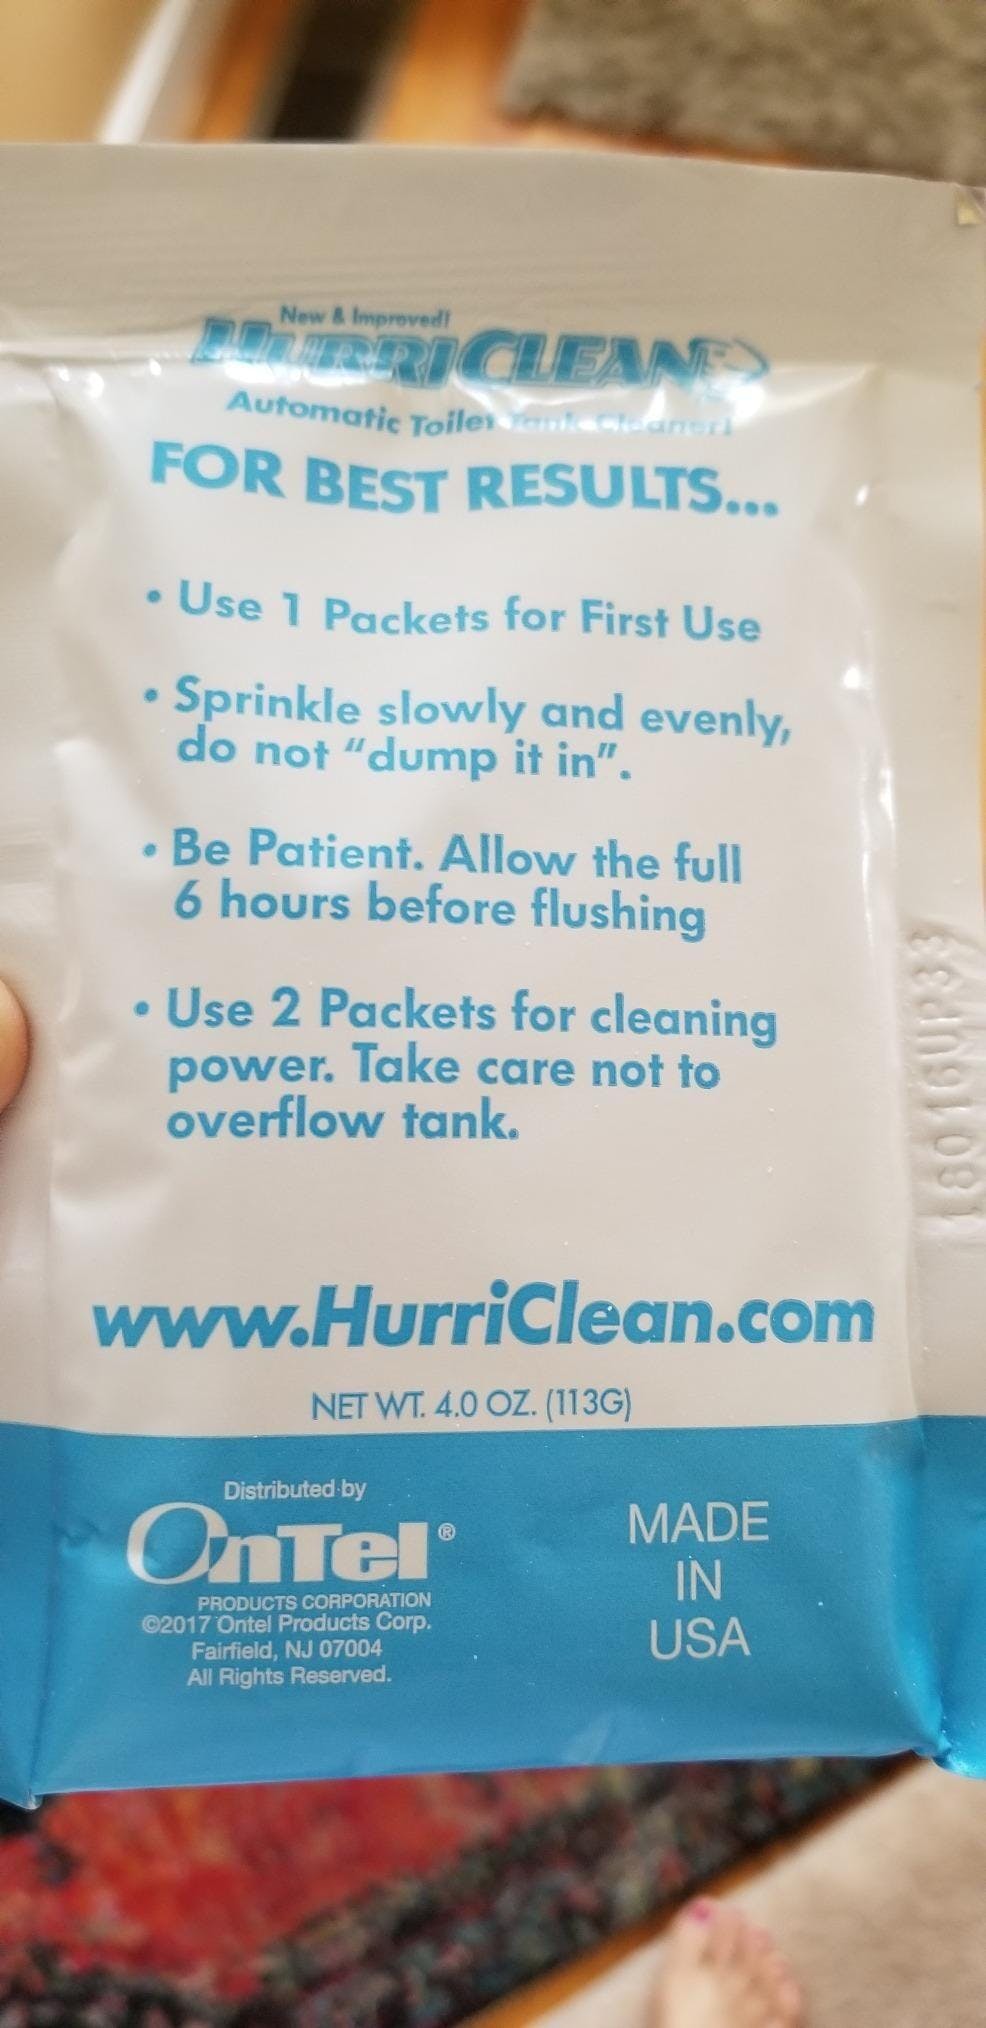 New & Improved!
HURRICLEAN
Automatic Toilet Tank Cleaner!
FOR BEST RESULTS...
• Use 1 Packets for First Use
• Sprinkle slowly and evenly,
do not "dump it in".
• Be Patient. Allow the full
6 hours before flushing
• Use 2 Packets for cleaning
power. Take care not to
overflow tank.
www.HurriClean.com
NET WT. 4.0 OZ. (113G)
Distributed by
OnTel®
PRODUCTS CORPORATION
©2017 Ontel Products Corp.
Fairfield, NJ 07004
All Rights Reserved.
MADE
IN
USA
18016UP33